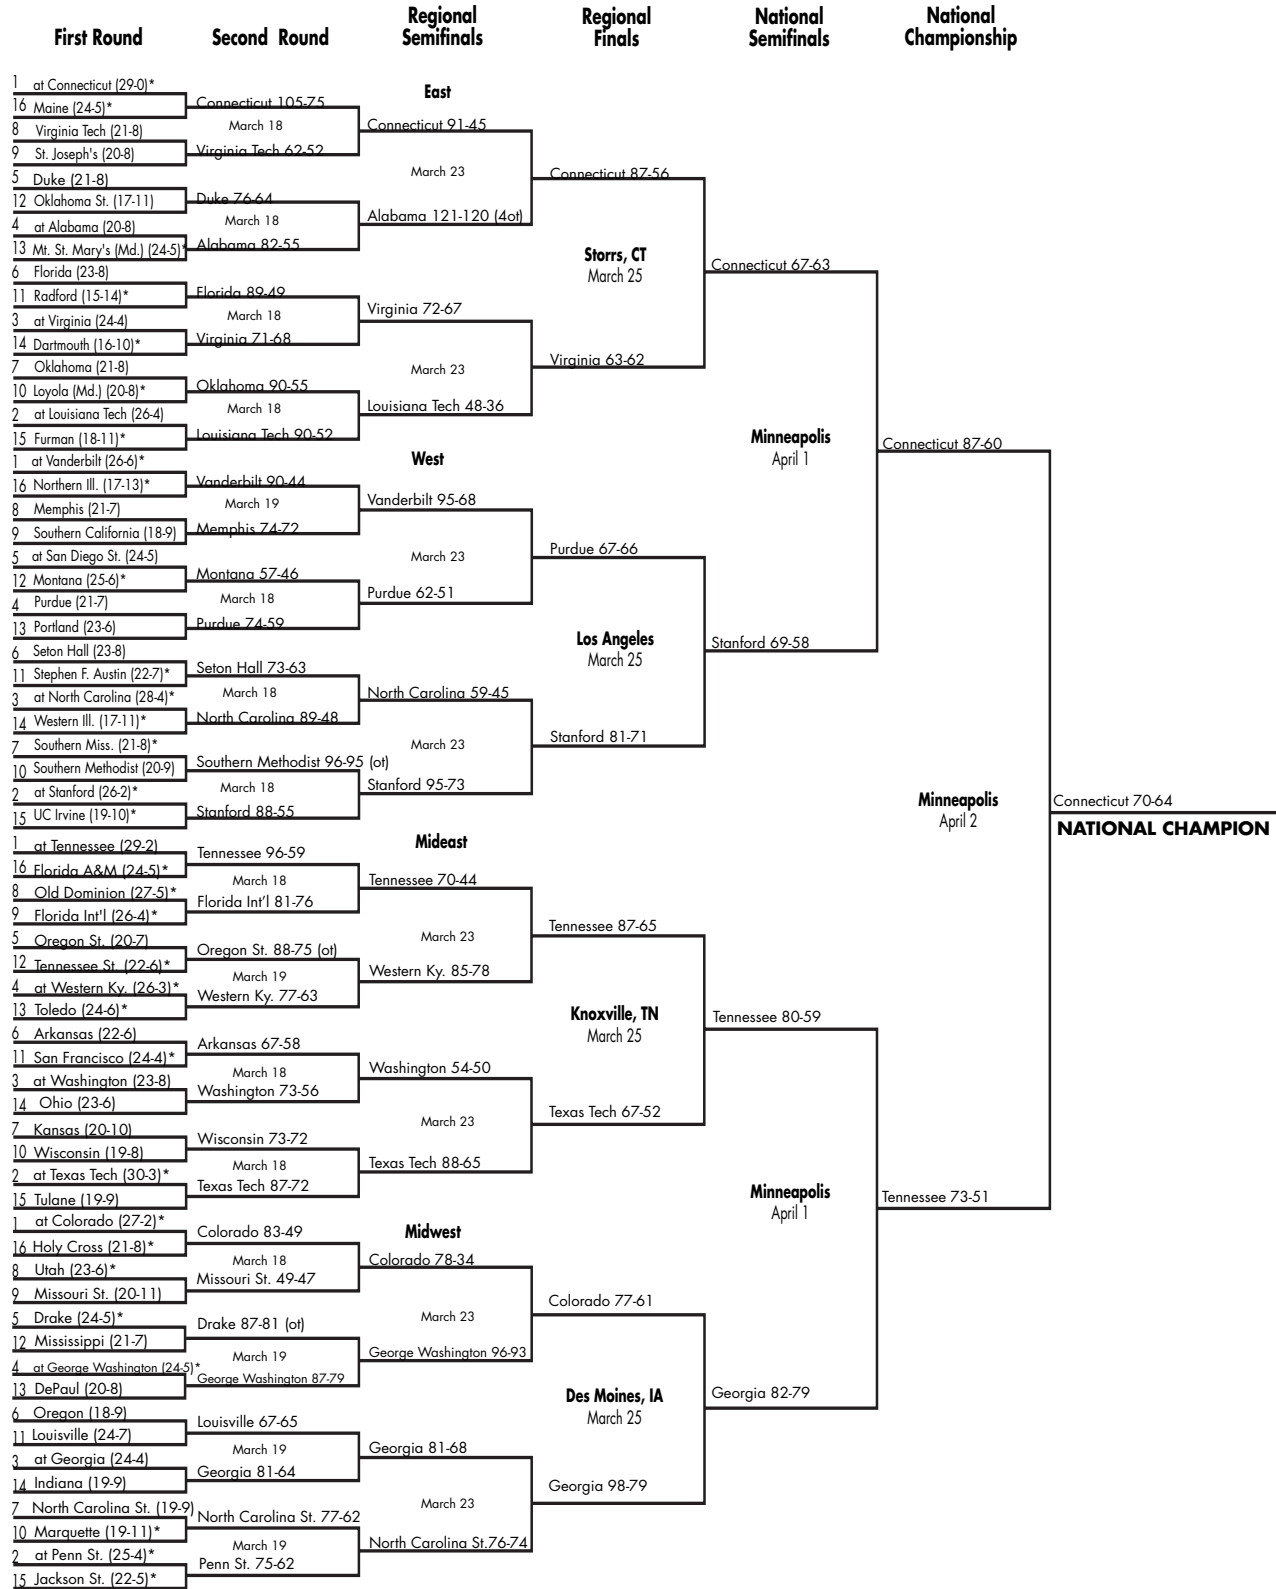 First Round
Second Round
Regional
Semifinals
Regional
Finals
National
Semifinals
National
Championship
1 at Connecticut (29-0)*
16 Maine (24-5)*
8 Virginia Tech (21-8)
9 St. Joseph's (20-8)
5 Duke (21-8)
12 Oklahoma St. (17-11)
4 at Alabama (20-8)
13 Mt. St. Mary's (Md.) (24-5)*
6 Florida (23-8)
11 Radford (15-14)*
3 at Virginia (24-4)
14 Dartmouth (16-10)*
7 Oklahoma (21-8)
10 Loyola (Md.) (20-8)*
2 at Louisiana Tech (26-4)
15 Furman (18-11)*
1 at Vanderbilt (26-6)*
16 Northern Ill. (17-13)*
8 Memphis (21-7)
9 Southern California (18-9)
5 at San Diego St. (24-5)
12 Montana (25-6)*
4 Purdue (21-7)
13 Portland (23-6)
6 Seton Hall (23-8)
11 Stephen F. Austin (22-7)*
3 at North Carolina (28-4)*
14 Western Ill. (17-11)*
7 Southern Miss. (21-8)*
10 Southern Methodist (20-9)
2 at Stanford (26-2)*
15 UC Irvine (19-10)*
1 at Tennessee (29-2)
16 Florida A&M (24-5)*
8 Old Dominion (27-5)*
9 Florida Int'l (26-4)*
5 Oregon St. (20-7)
12 Tennessee St. (22-6)*
4 at Western Ky. (26-3)*
13 Toledo (24-6)*
6 Arkansas (22-6)
11 San Francisco (24-4)*
3 at Washington (23-8)
14 Ohio (23-6)
7 Kansas (20-10)
10 Wisconsin (19-8)
2 at Texas Tech (30-3)*
15 Tulane (19-9)
1 at Colorado (27-2)*
16 Holy Cross (21-8)*
8 Utah (23-6)*
9 Missouri St. (20-11)
5 Drake (24-5)*
12 Mississippi (21-7)
4 at George Washington (24-5)*
13 DePaul (20-8)
6 Oregon (18-9)
11 Louisville (24-7)
3 at Georgia (24-4)
14 Indiana (19-9)
7 North Carolina St. (19-9)
10 Marquette (19-11)*
2 at Penn St. (25-4)*
15 Jackson St. (22-5)*
Connecticut 105-75
March 18
Virginia Tech 62-52
Duke 76-64
March 18
Alabama 82-55
Florida 89-49
March 18
Virginia 71-68
Oklahoma 90-55
March 18
Louisiana Tech 90-52
Vanderbilt 90-44
March 19
Memphis 74-72
Montana 57-46
March 18
Purdue 74-59
Seton Hall 73-63
March 18
North Carolina 89-48
Southern Methodist 96-95 (ot)
March 18
Stanford 88-55
Tennessee 96-59
March 18
Florida Int'l 81-76
Oregon St. 88-75 (ot)
March 19
Western Ky. 77-63
Arkansas 67-58
March 18
Washington 73-56
Wisconsin 73-72
March 18
Texas Tech 87-72
Colorado 83-49
March 18
Missouri St. 49-47
Drake 87-81 (ot)
March 19
George Washington 87-79
Louisville 67-65
March 19
Georgia 81-64
North Carolina St. 77-62
March 19
Penn St. 75-62
East
Connecticut 91-45
March 23
Alabama 121-120 (4ot)
Virginia 72-67
March 23
Louisiana Tech 48-36
West
Vanderbilt 95-68
March 23
Purdue 62-51
North Carolina 59-45
March 23
Stanford 95-73
Mideast
Tennessee 70-44
March 23
Western Ky. 85-78
Washington 54-50
March 23
Texas Tech 88-65
Midwest
Colorado 78-34
March 23
George Washington 96-93
Georgia 81-68
March 23
North Carolina St.76-74
Connecticut 87-56
Storrs, CT
March 25
Virginia 63-62
Purdue 67-66
Los Angeles
March 25
Stanford 81-71
Tennessee 87-65
Knoxville, TN
March 25
Texas Tech 67-52
Colorado 77-61
Des Moines, IA
March 25
Georgia 98-79
Connecticut 67-63
Minneapolis
April 1
Stanford 69-58
Tennessee 80-59
Minneapolis
April 1
Georgia 82-79
Connecticut 87-60
Minneapolis
April 2
Tennessee 73-51
Connecticut 70-64
NATIONAL CHAMPION